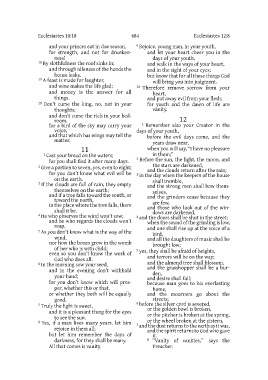 Ecclesiastes 10:18 684 Ecclesiastes 12:8
and your princes eat in due season,
for strength, and not for drunken-
ness!
18 By slothfulness the roof sinks in;
and through idleness of the hands the
house leaks.
19 A feast is made for laughter,
and wine makes the life glad;
and money is the answer for all
things.
20 Don't curse the king, no, not in your
thoughts;
and don't curse the rich in your bed-
room:
for a bird of the sky may carry your
voice,
and that which has wings may tell the
matter.
11
1 Cast your bread on the waters;
for you shall find it after many days.
2 Give a portion to seven, yes, even to eight;
for you don't know what evil will be
on the earth.
3 If the clouds are full of rain, they empty
themselves on the earth;
and if a tree falls toward the south, or
toward the north,
in the place where the tree falls, there
shall it be.
4 He who observes the wind won't sow;
and he who regards the clouds won't
reap.
5 As you don't know what is the way of the
wind,
nor how the bones grow in the womb
of her who is with child;
even so you don't know the work of
God who does all.
6 In the morning sow your seed,
and in the evening don't withhold
your hand;
for you don't know which will pros-
per, whether this or that,
or whether they both will be equally
good.
7 Truly the light is sweet,
and it is a pleasant thing for the eyes
to see the sun.
8 Yes, if a man lives many years, let him
rejoice in them all;
but let him remember the days of
darkness, for they shall be many.
All that comes is vanity.
9 Rejoice, young man, in your youth,
and let your heart cheer you in the
days of your youth,
and walk in the ways of your heart,
and in the sight of your eyes;
but know that for all these things God
will bring you into judgment.
10 Therefore remove sorrow from your
heart,
and put away evil from your flesh;
for youth and the dawn of life are
vanity.
12
1 Remember also your Creator in the
days of your youth,
before the evil days come, and the
years draw near,
when you will say, "I have no pleasure
in them;"
2 Before the sun, the light, the moon, and
the stars are darkened,
and the clouds return after the rain;
3 in the day when the keepers of the house
shall tremble,
and the strong men shall bow them-
selves,
and the grinders cease because they
are few,
and those who look out of the win-
dows are darkened,
4 and the doors shall be shut in the street;
when the sound of the grinding is low,
and one shall rise up at the voice of a
bird,
and all the daughters of music shall be
brought low;
5 yes, they shall be afraid of heights,
and terrors will be on the way;
and the almond tree shall blossom,
and the grasshopper shall be a bur-
den,
and desire shall fail;
because man goes to his everlasting
home,
and the mourners go about the
streets:
6 before the silver cord is severed,
or the golden bowl is broken,
or the pitcher is broken at the spring,
or the wheel broken at the cistern,
7 and the dust returns to the earth as it was,
and the spirit returns to God who gave
it.
8 "Vanity of vanities," says the
Preacher.